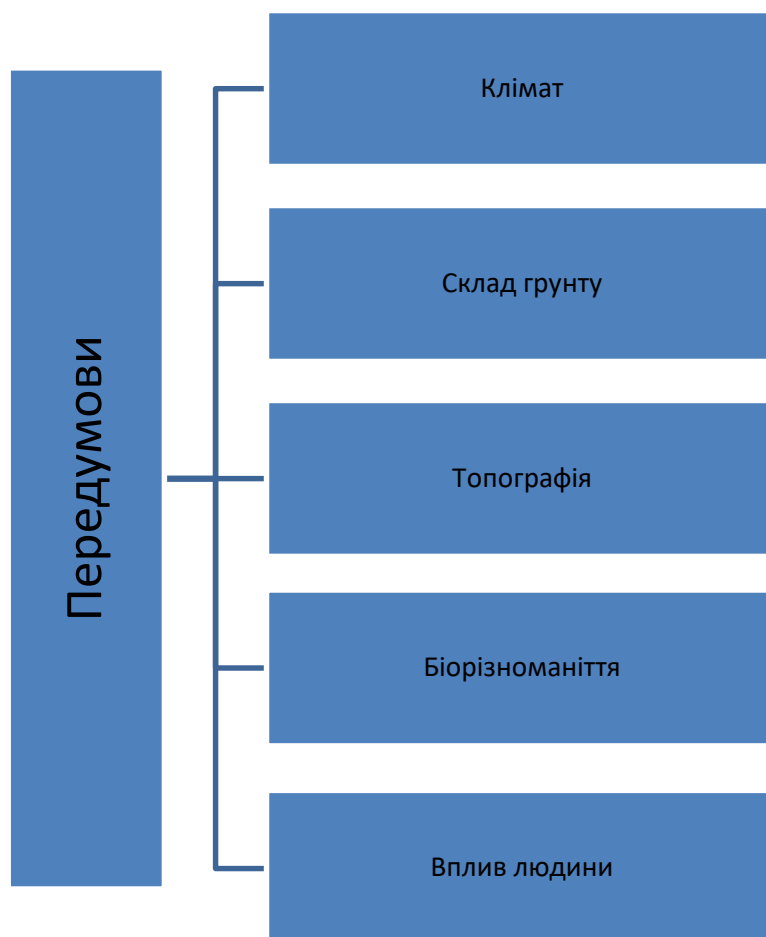 Передумови
Клімат
Склад грунту
Топографія
Біорізноманіття
Вплив людини